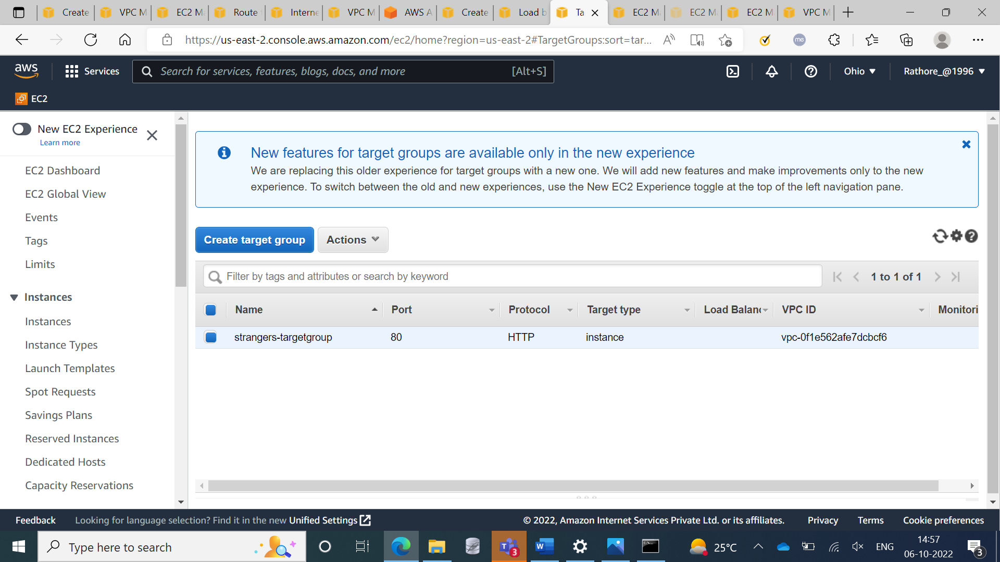 Create
VPC M
EC2 M
Route
Interne
VPC M
AWS A
Create
Load b
Ta
EC2 M
EC2 M
EC2 M
VPC M
https://us-east-2.console.aws.amazon.com/ec2/home?region=us-east-2#TargetGroups:sort=tar...
me
aws
Services
Search for services, features, blogs, docs, and more
[Alt+S]
Ohio
Rathore_@1996
EC2
New EC2 Experience
Learn more
EC2 Dashboard
EC2 Global View
Events
Tags
Limits
Instances
Instances
Instance Types
Launch Templates
Spot Requests
Savings Plans
Reserved Instances
Dedicated Hosts
Capacity Reservations
New features for target groups are available only in the new experience
We are replacing this older experience for target groups with a new one. We will add new features and make improvements only to the new
experience. To switch between the old and new experiences, use the New EC2 Experience toggle at the top of the left navigation pane.
Create target group
Actions
Filter by tags and attributes or search by keyword
1 to 1 of 1
Name Port Protocol Target type Load Balanc VPC ID Monitori
strangers-targetgroup 80 HTTP instance vpc-0f1e562afe7dcbcf6
Feedback
Looking for language selection? Find it in the new Unified Settings
© 2022, Amazon Internet Services Private Ltd. or its affiliates.
Privacy
Terms
Cookie preferences
Type here to search
3
25°C
ENG
14:57
06-10-2022
3